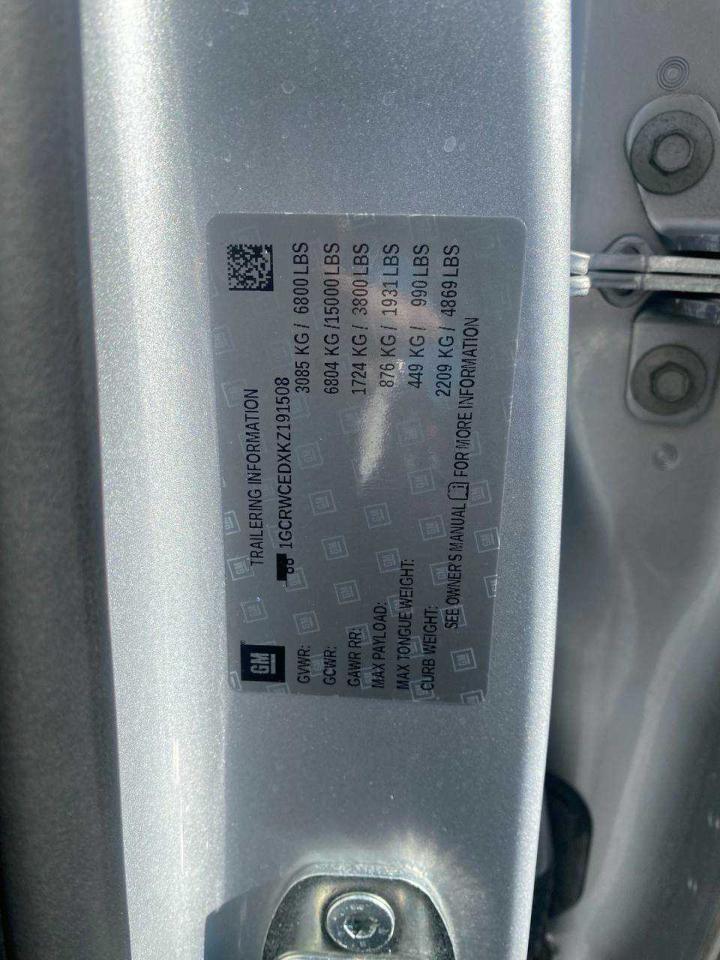 GM
TRAILERING INFORMATION
1GCRWCEDXKZ191508
GVWR: 3085 KG / 6800 LBS
GCWR: 6804 KG /15000 LBS
GAWR RR: 1724 KG / 3800 LBS
MAX PAYLOAD: 876 KG / 1931 LBS
MAX TONGUE WEIGHT: 449 KG / 990 LBS
CURB WEIGHT: 2209 KG / 4869 LBS
SEE OWNER'S MANUAL FOR MORE INFORMATION